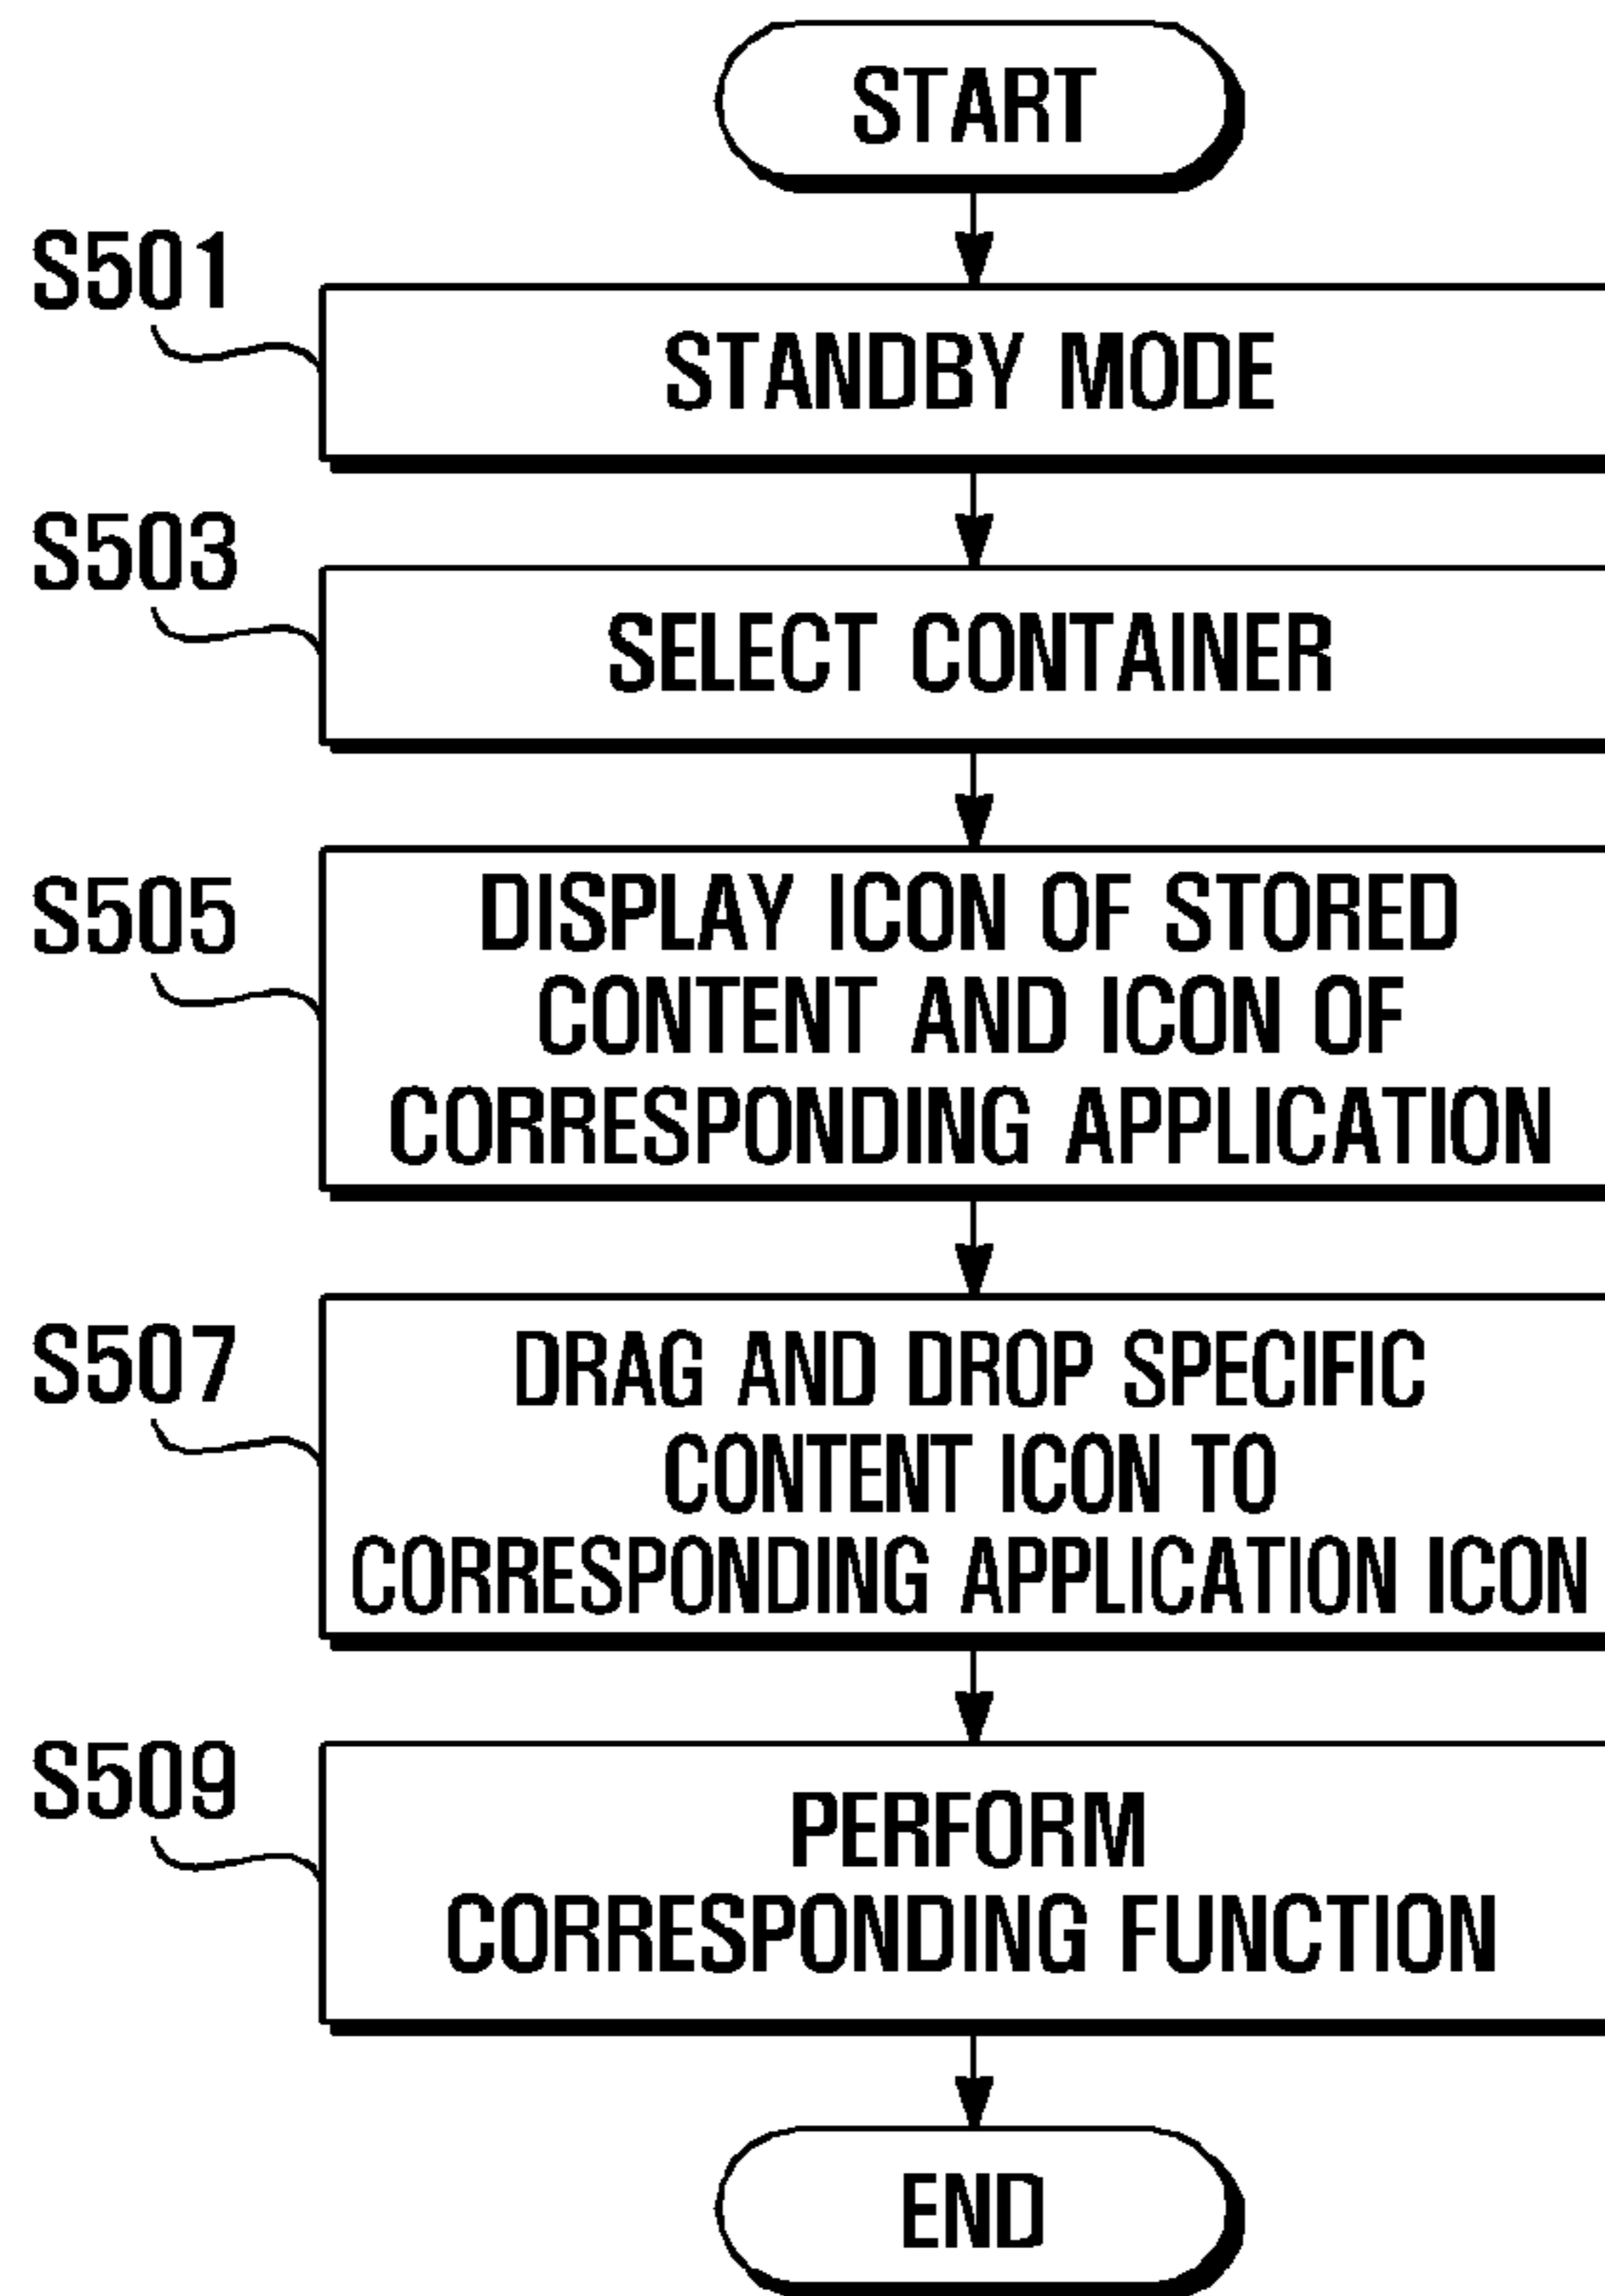 START
S501
STANDBY MODE
S503
SELECT CONTAINER
S505
DISPLAY ICON OF STORED
CONTENT AND ICON OF
CORRESPONDING APPLICATION
S507
DRAG AND DROP SPECIFIC
CONTENT ICON TO
CORRESPONDING APPLICATION ICON
S509
PERFORM
CORRESPONDING FUNCTION
END